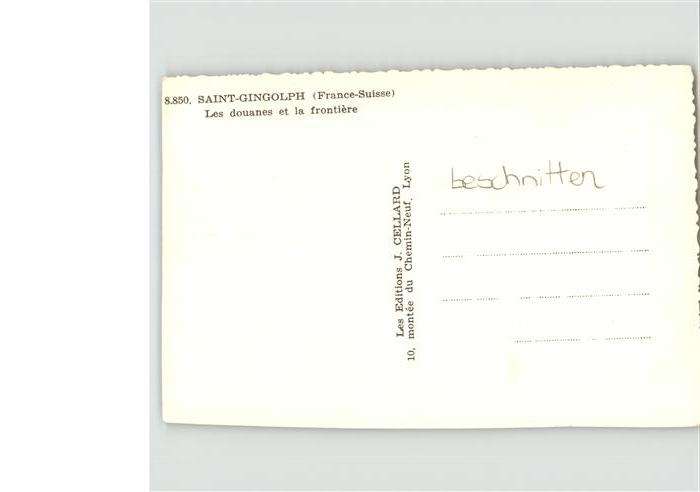 8.850. SAINT-GINGOLPH (France-Suisse)
Les douanes et la frontière
Les Editions J. CELLARD
10, montée du Chemin-Neuf, Lyon
beschnitten